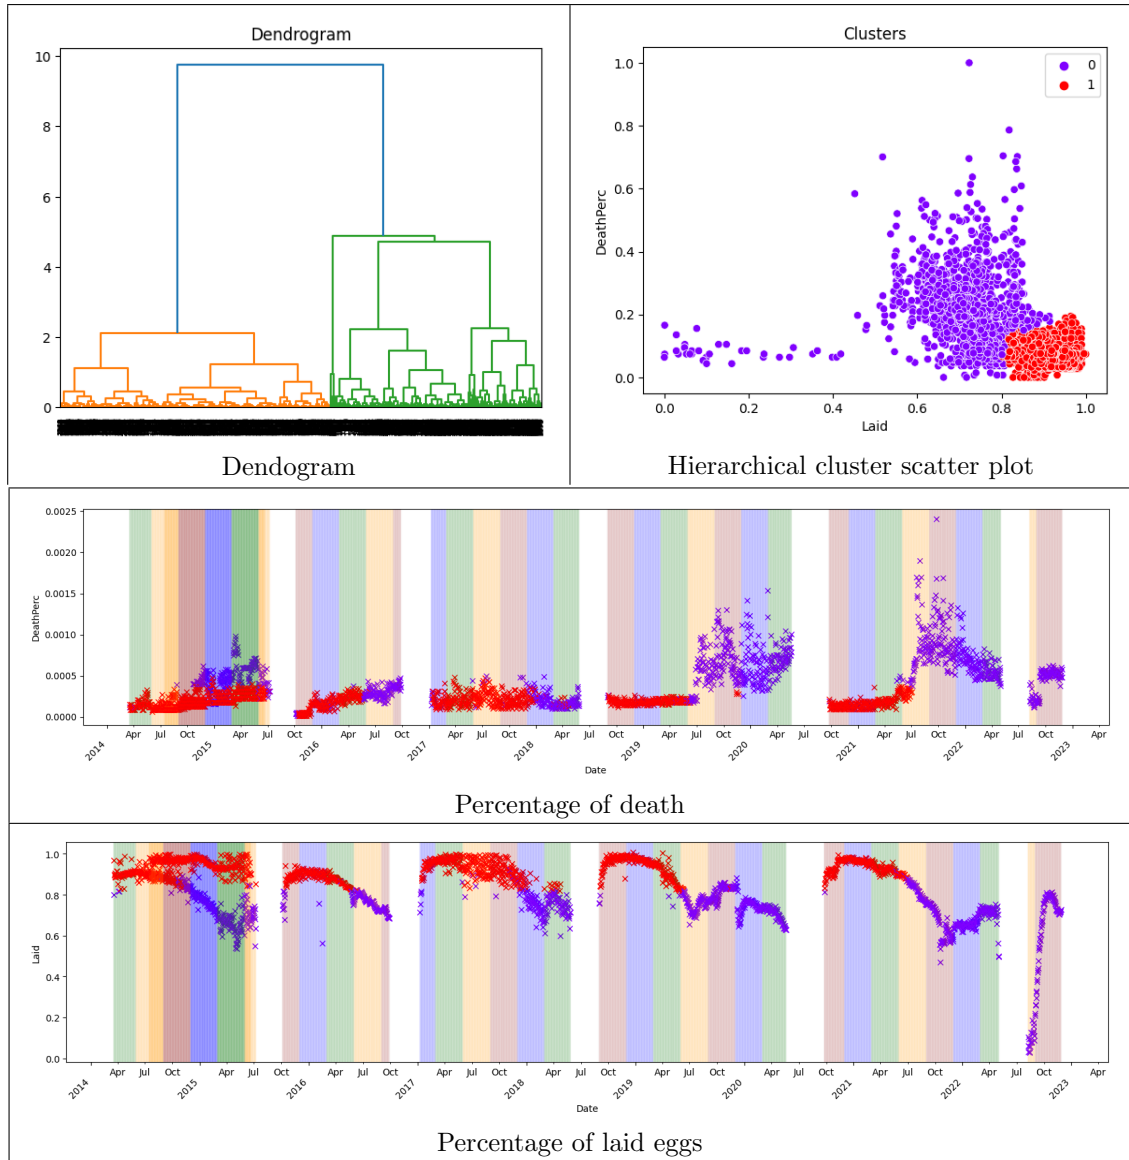 Dendrogram
10
8
6
4
2
0
Dendogram
Clusters
0
1
1.0
0.8
0.6
0.4
0.2
0.0
DeathPerc
0.0 0.2 0.4 0.6 0.8 1.0
Laid
Hierarchical cluster scatter plot
0.0025
0.0020
0.0015
0.0010
0.0005
0.0000
DeathPerc
2014 Apr Jul Oct 2015 Apr Jul Oct 2016 Apr Jul Oct 2017 Apr Jul Oct 2018 Apr Jul Oct 2019 Apr Jul Oct 2020 Apr Jul Oct 2021 Apr Jul Oct 2022 Apr Jul Oct 2023 Apr
Date
Percentage of death
1.0
0.8
0.6
0.4
0.2
0.0
Laid
2014 Apr Jul Oct 2015 Apr Jul Oct 2016 Apr Jul Oct 2017 Apr Jul Oct 2018 Apr Jul Oct 2019 Apr Jul Oct 2020 Apr Jul Oct 2021 Apr Jul Oct 2022 Apr Jul Oct 2023 Apr
Date
Percentage of laid eggs